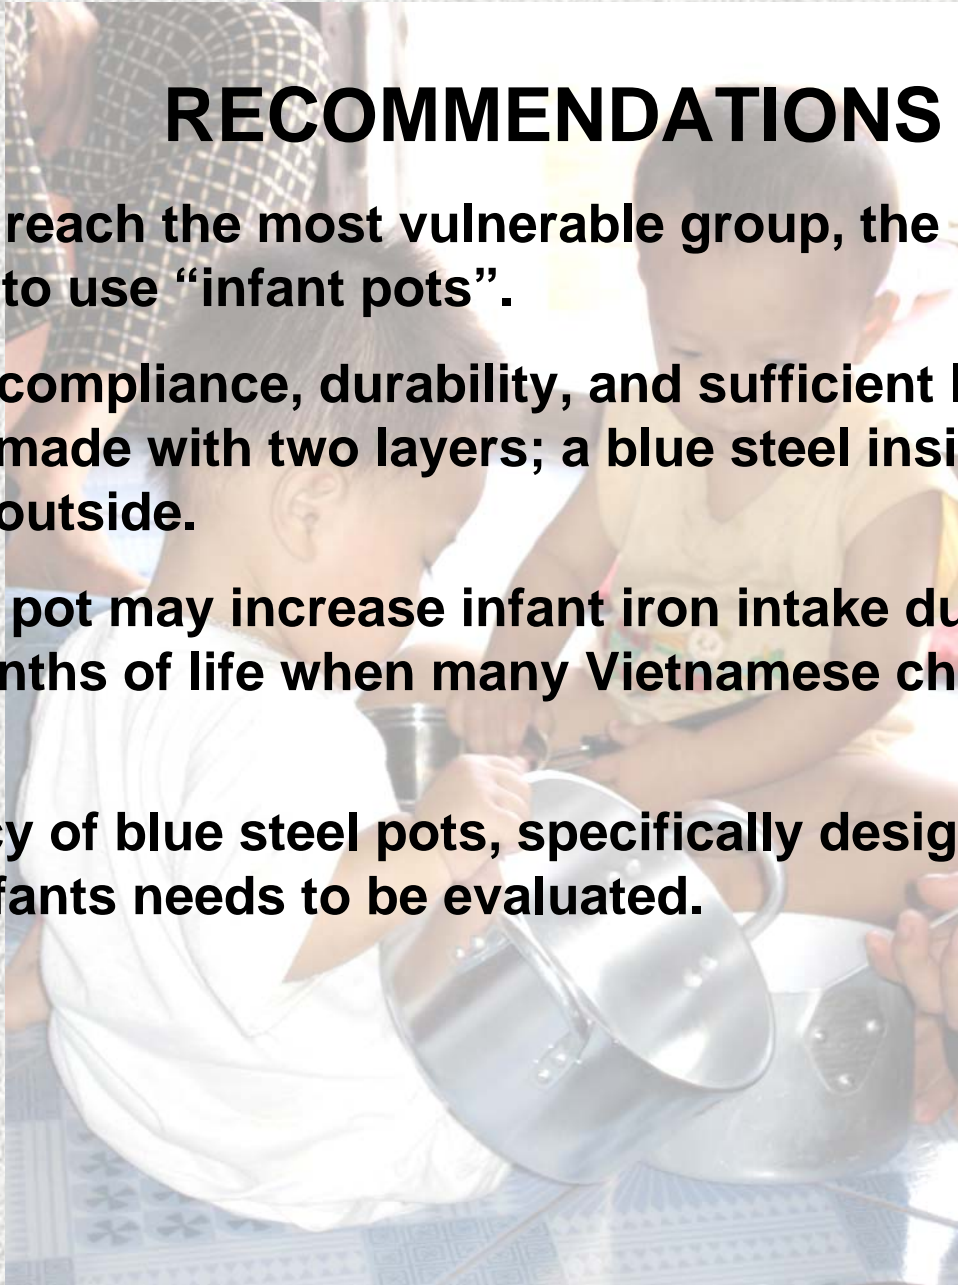 RECOMMENDATIONS
reach the most vulnerable group, the
to use “infant pots”.
compliance, durability, and sufficient
made with two layers; a blue steel insi
outside.
pot may increase infant iron intake du
nths of life when many Vietnamese ch
y of blue steel pots, specifically desig
fants needs to be evaluated.